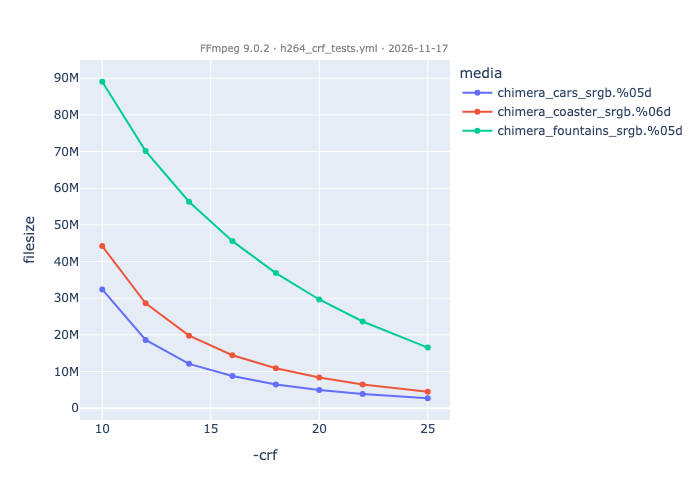 FFmpeg 9.0.2 · h264_crf_tests.yml · 2026-11-17
media
chimera_cars_srgb.%05d
chimera_coaster_srgb.%06d
chimera_fountains_srgb.%05d
90M
80M
70M
60M
50M
40M
30M
20M
10M
0
filesize
10
15
20
25
-crf